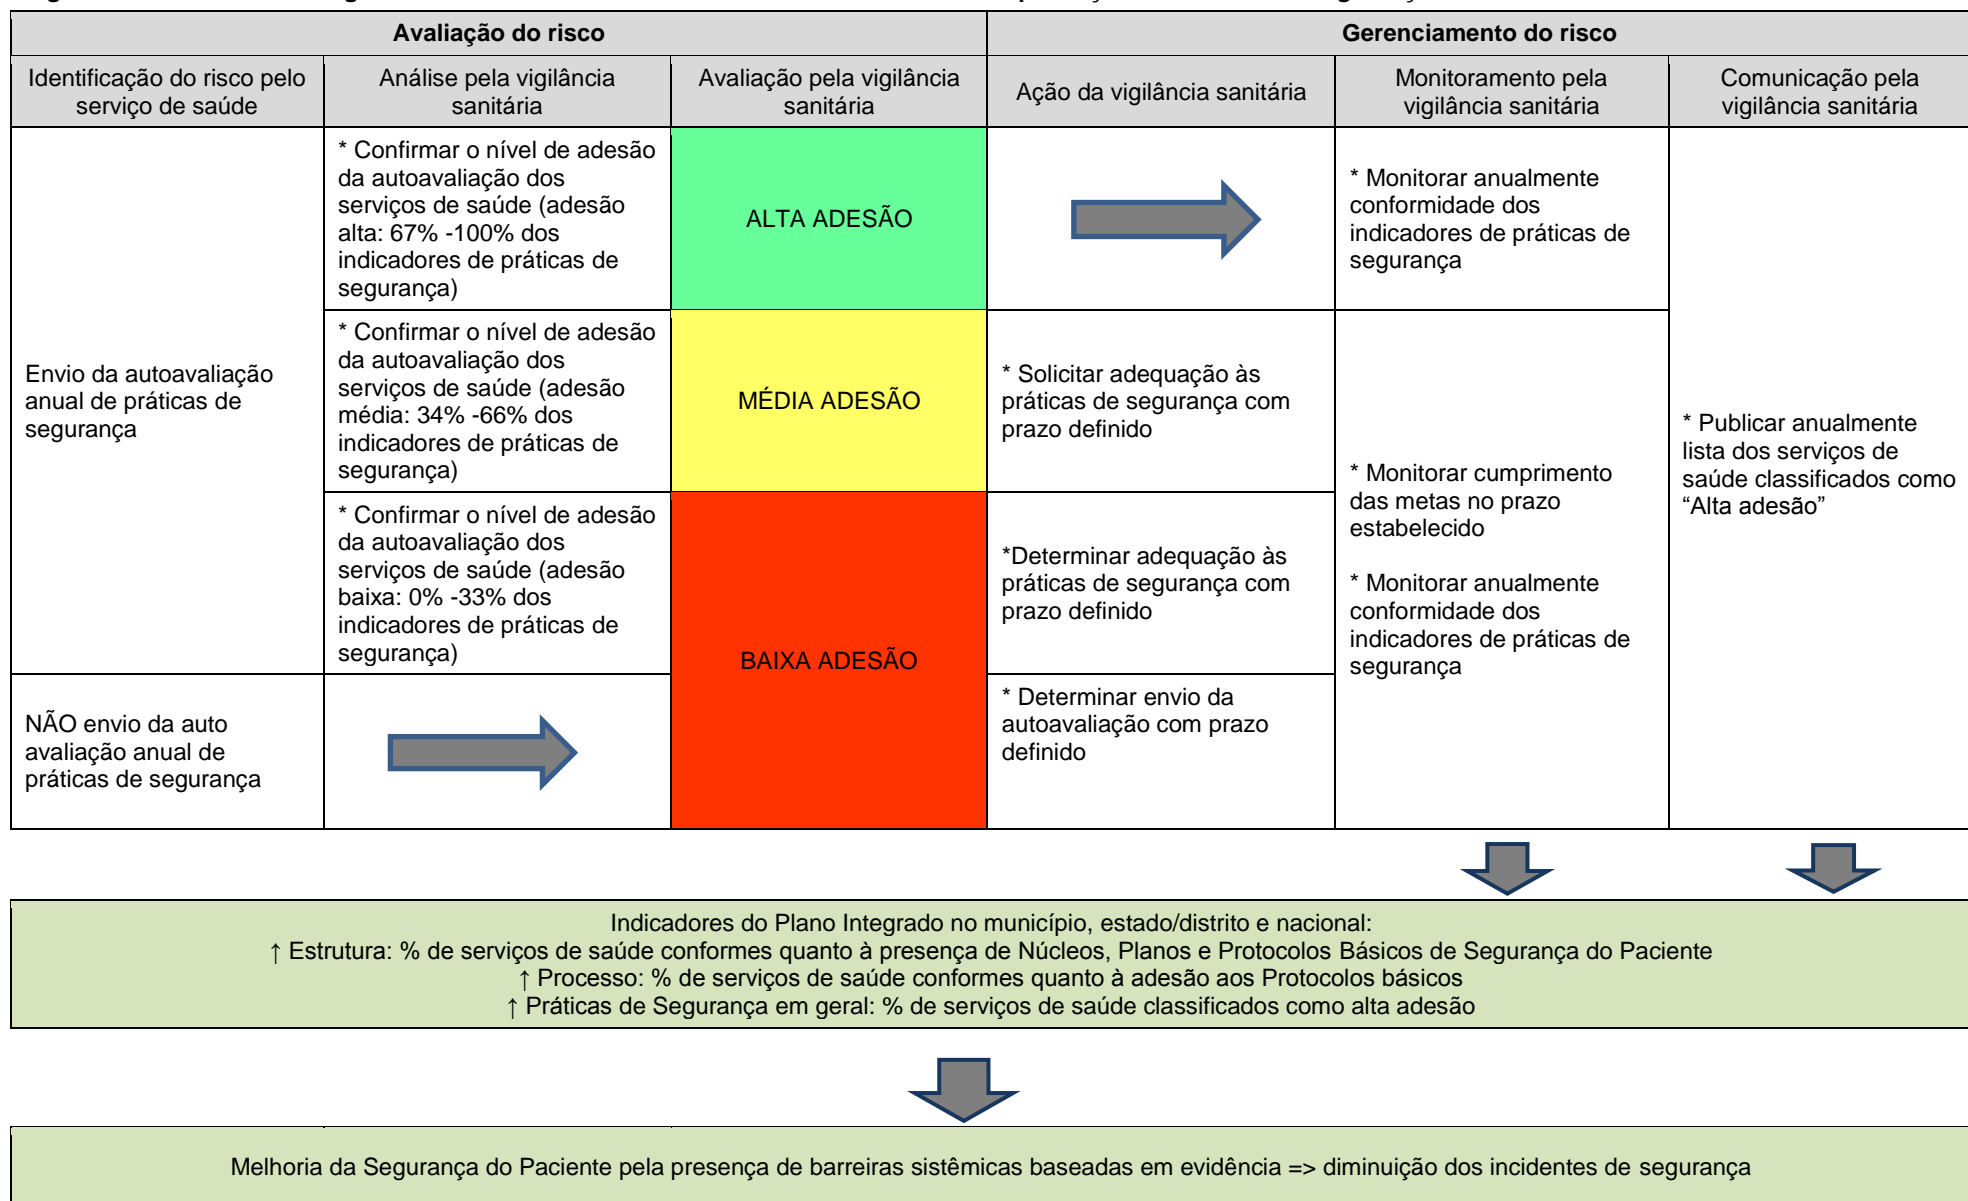 Avaliação do risco
Gerenciamento do risco
Identificação do risco pelo
serviço de saúde
Análise pela vigilância
sanitária
Avaliação pela vigilância
sanitária
Ação da vigilância sanitária
Monitoramento pela
vigilância sanitária
Comunicação pela
vigilância sanitária
Envio da autoavaliação
anual de práticas de
segurança
* Confirmar o nível de adesão
da autoavaliação dos
serviços de saúde (adesão
alta: 67% -100% dos
indicadores de práticas de
segurança)
ALTA ADESÃO
* Monitorar anualmente
conformidade dos
indicadores de práticas de
segurança
* Publicar anualmente
lista dos serviços de
saúde classificados como
“Alta adesão”
* Confirmar o nível de adesão
da autoavaliação dos
serviços de saúde (adesão
média: 34% -66% dos
indicadores de práticas de
segurança)
MÉDIA ADESÃO
* Solicitar adequação às
práticas de segurança com
prazo definido
* Monitorar cumprimento
das metas no prazo
estabelecido
* Monitorar anualmente
conformidade dos
indicadores de práticas de
segurança
* Confirmar o nível de adesão
da autoavaliação dos
serviços de saúde (adesão
baixa: 0% -33% dos
indicadores de práticas de
segurança)
BAIXA ADESÃO
*Determinar adequação às
práticas de segurança com
prazo definido
NÃO envio da auto
avaliação anual de
práticas de segurança
* Determinar envio da
autoavaliação com prazo
definido
Indicadores do Plano Integrado no município, estado/distrito e nacional:
↑ Estrutura: % de serviços de saúde conformes quanto à presença de Núcleos, Planos e Protocolos Básicos de Segurança do Paciente
↑ Processo: % de serviços de saúde conformes quanto à adesão aos Protocolos básicos
↑ Práticas de Segurança em geral: % de serviços de saúde classificados como alta adesão
Melhoria da Segurança do Paciente pela presença de barreiras sistêmicas baseadas em evidência => diminuição dos incidentes de segurança